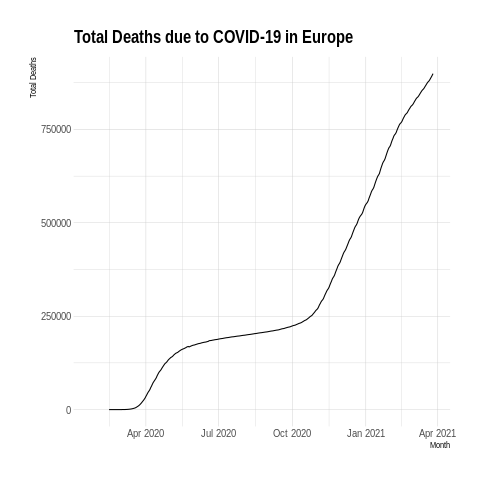 Total Deaths due to COVID-19 in Europe
Total Deaths
750000
500000
250000
0
Apr 2020 Jul 2020 Oct 2020 Jan 2021 Apr 2021
Month